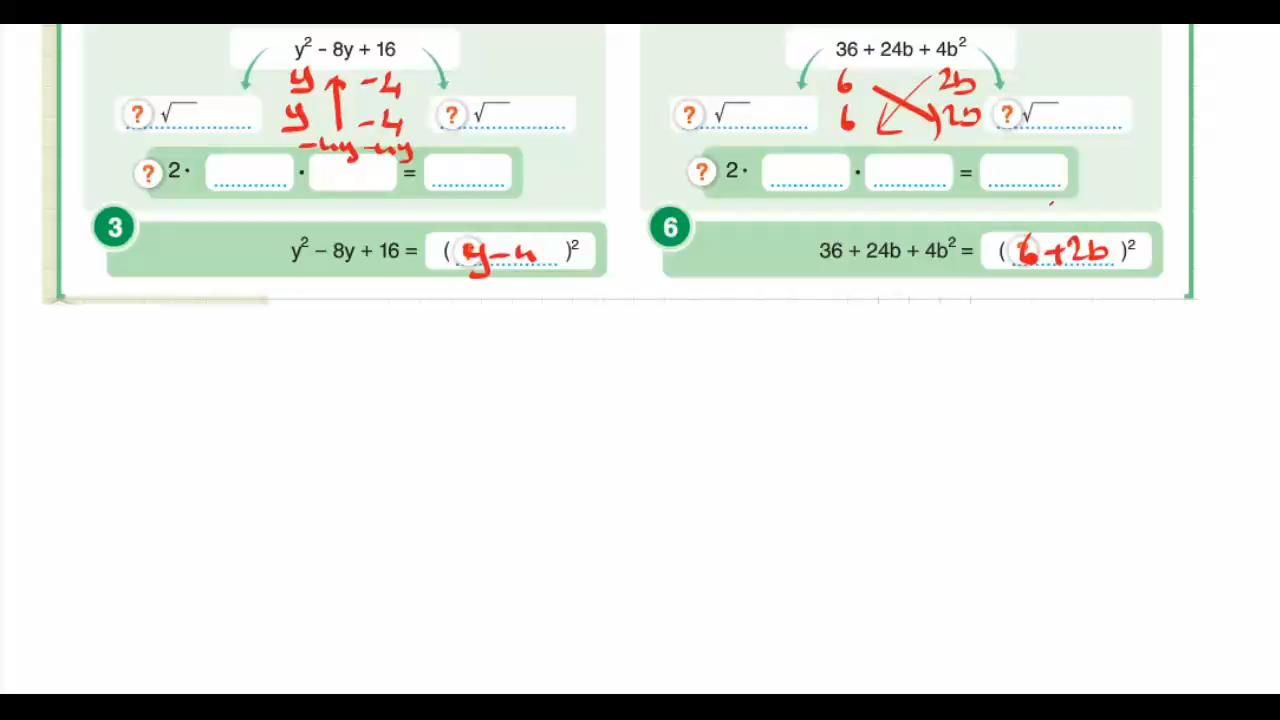 y² - 8y + 16
y -4
? √ y -4 ? √
-4y -4y
? 2 · · =
3 y² - 8y + 16 = ( y-4 )²
36 + 24b + 4b²
6 2b
? √ 6 2b ? √
? 2 · · =
6 36 + 24b + 4b² = ( 6+2b )²